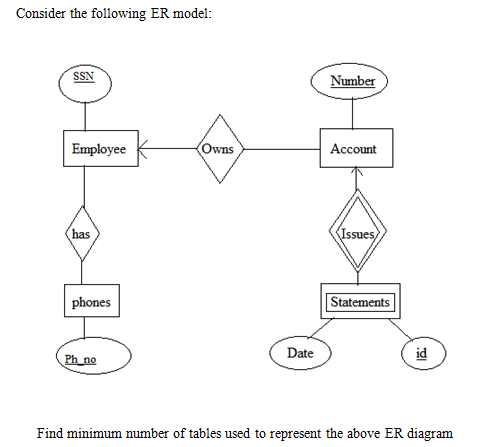 Consider the following ER model:
SSN
Number
Employee
Owns
Account
has
Issues
phones
Statements
Ph_no
Date
id
Find minimum number of tables used to represent the above ER diagram